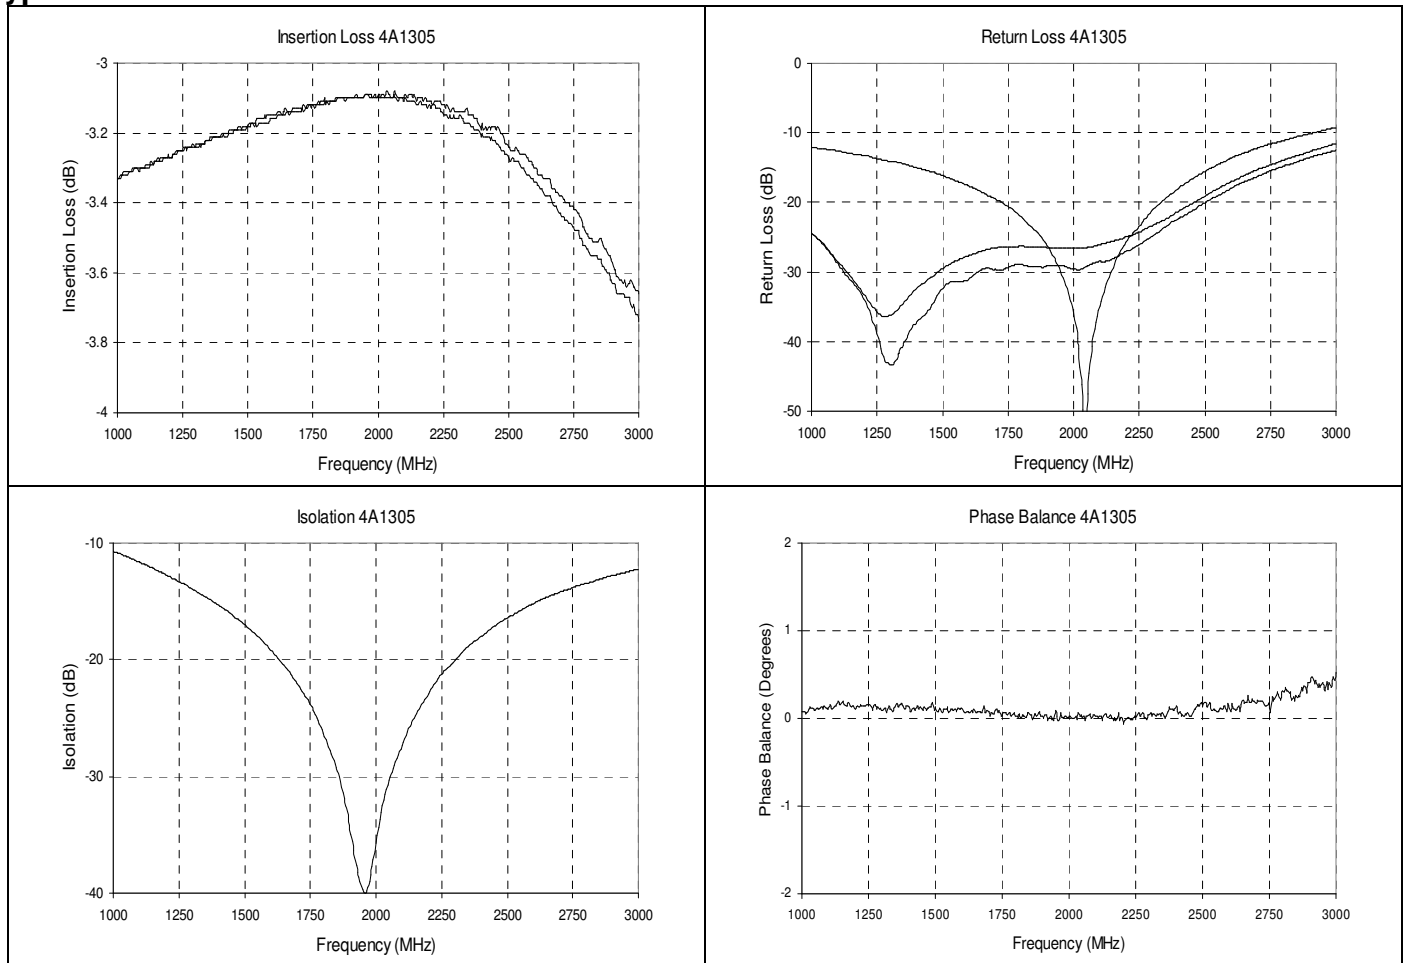 Insertion Loss 4A1305
-3
-3.2
-3.4
-3.6
-3.8
-4
Insertion Loss (dB)
1000 1250 1500 1750 2000 2250 2500 2750 3000
Frequency (MHz)
Return Loss 4A1305
0
-10
-20
-30
-40
-50
Return Loss (dB)
1000 1250 1500 1750 2000 2250 2500 2750 3000
Frequency (MHz)
Isolation 4A1305
-10
-20
-30
-40
Isolation (dB)
1000 1250 1500 1750 2000 2250 2500 2750 3000
Frequency (MHz)
Phase Balance 4A1305
2
1
0
-1
-2
Phase Balance (Degrees)
1000 1250 1500 1750 2000 2250 2500 2750 3000
Frequency (MHz)